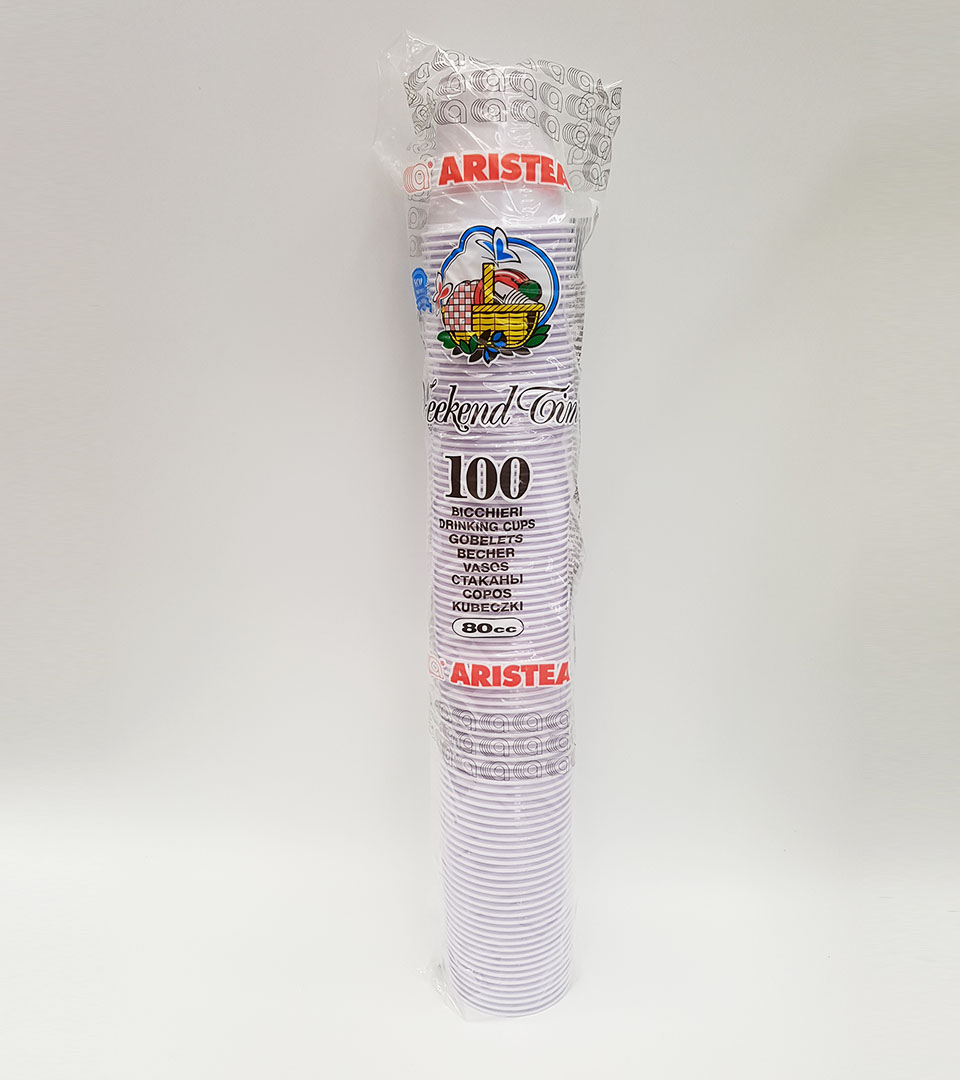 ARISTEA
Weekend Tim
100
BICCHIERI
DRINKING CUPS
GOBELETS
BECHER
VASOS
СТАКАНЫ
COPOS
KUBECZKI
80cc
ARISTEA